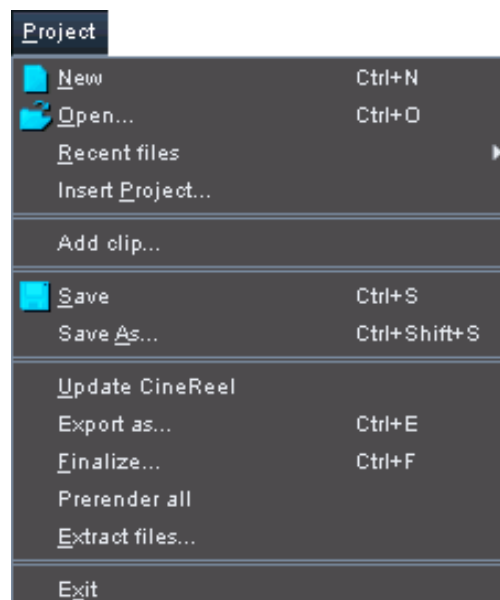 Project
New Ctrl+N
Open... Ctrl+O
Recent files
Insert Project...
Add clip...
Save Ctrl+S
Save As... Ctrl+Shift+S
Update CineReel
Export as... Ctrl+E
Finalize... Ctrl+F
Prerender all
Extract files...
Exit